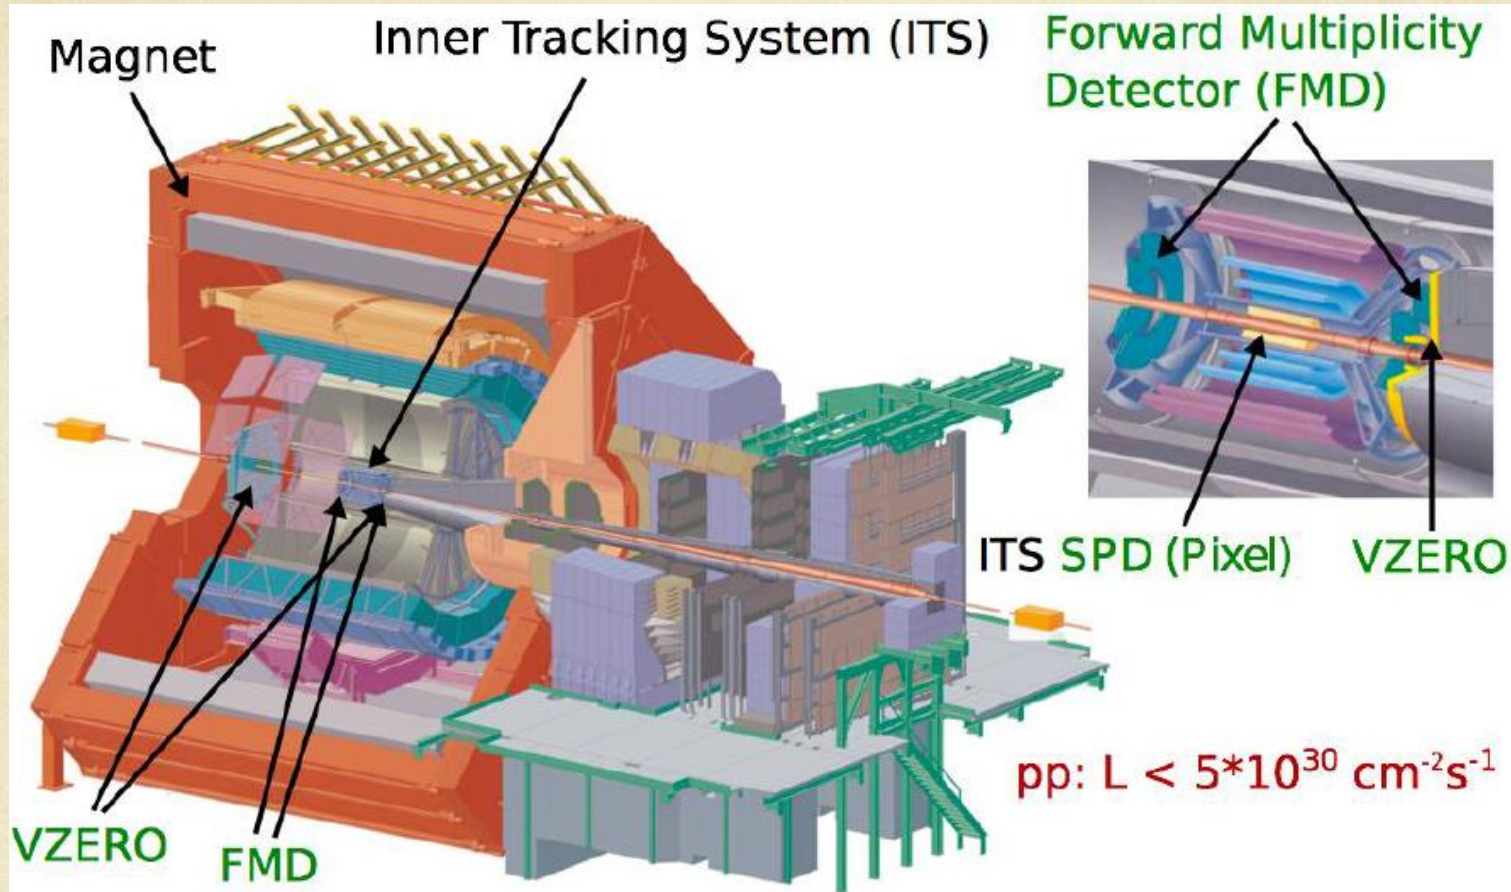 Magnet
Inner Tracking System (ITS)
Forward Multiplicity
Detector (FMD)
ITS SPD (Pixel)
VZERO
pp: L < 5*10³⁰ cm⁻²s⁻¹
VZERO
FMD